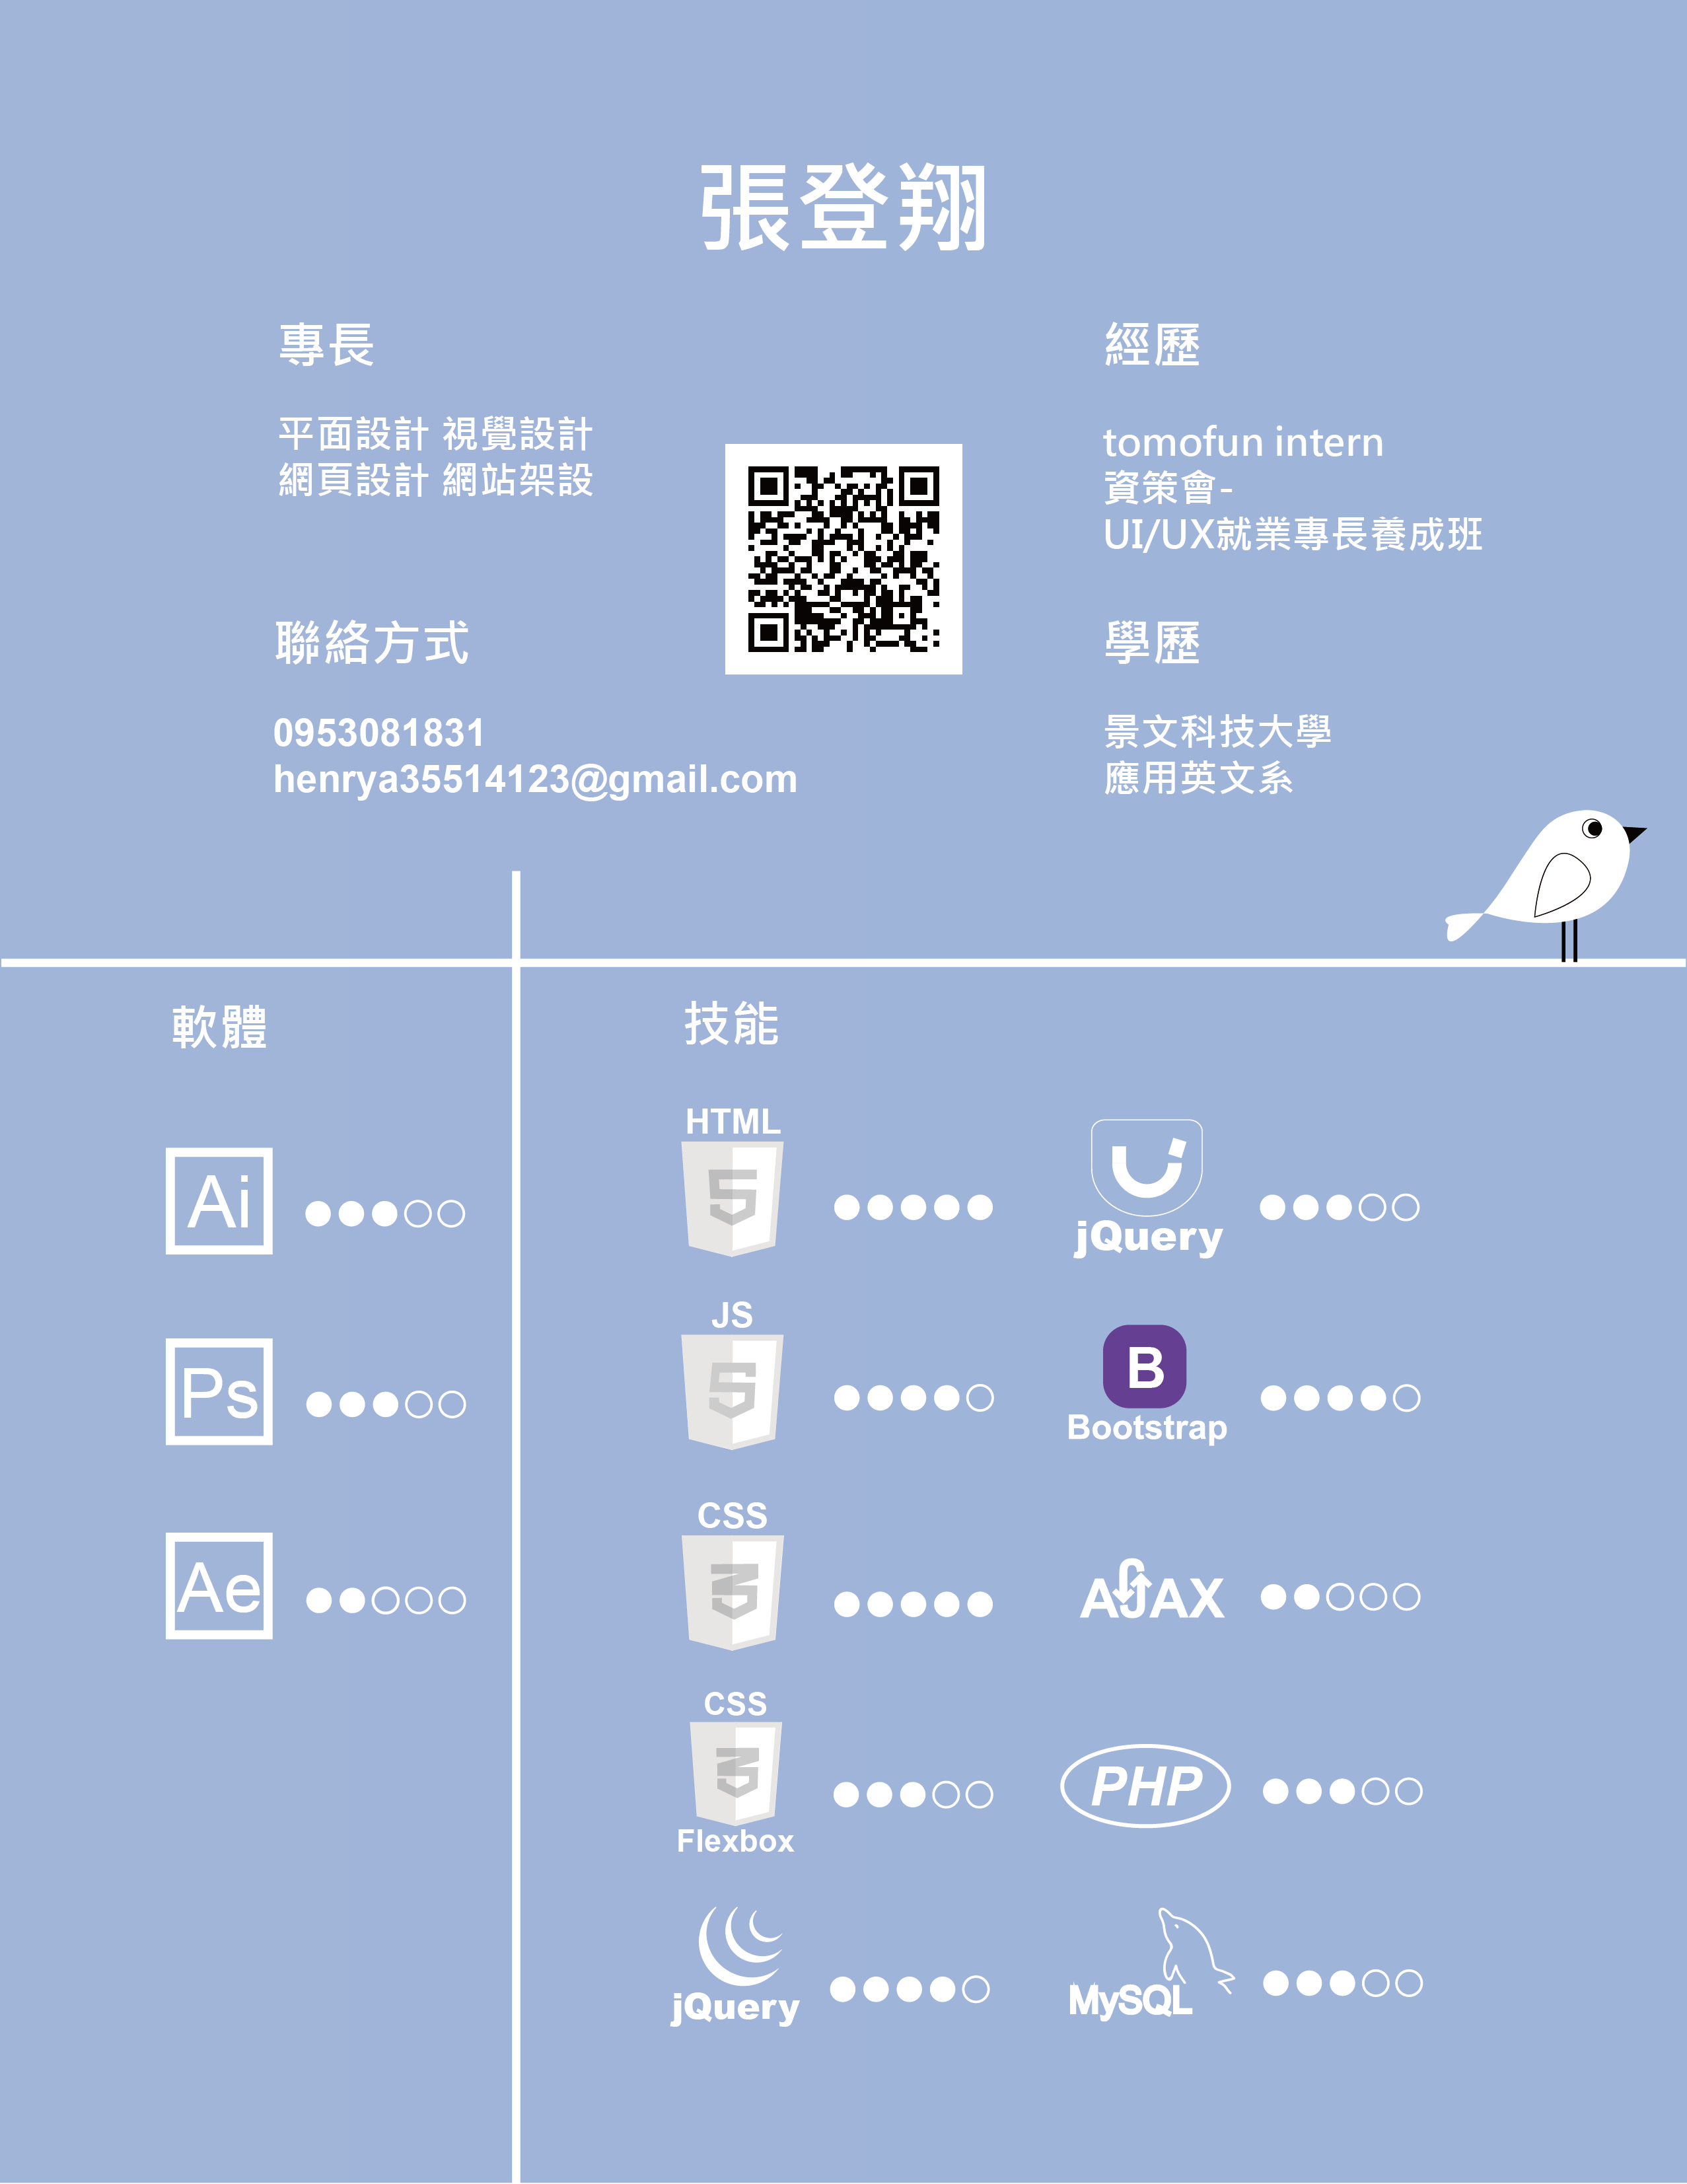 張登翔
專長
平面設計 視覺設計
網頁設計 網站架設
聯絡方式
0953081831
henrya35514123@gmail.com
經歷
tomofun intern
資策會-
UI/UX就業專長養成班
學歷
景文科技大學
應用英文系
軟體
Ai
Ps
Ae
技能
HTML
5
JS
5
CSS
3
CSS
3
Flexbox
jQuery
jQuery
B
Bootstrap
AJAX
PHP
MySQL